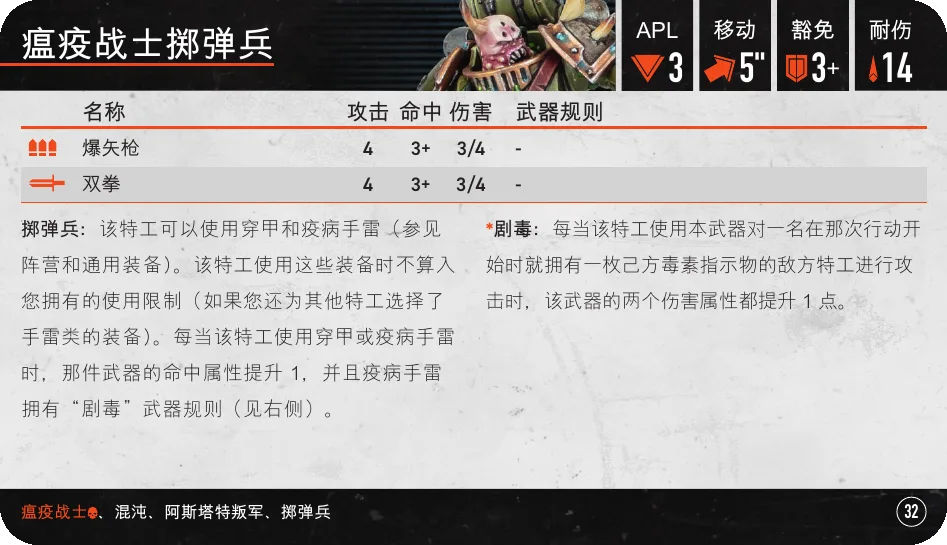 瘟疫战士掷弹兵
APL 移动 豁免 耐伤
3 5" 3+ 14
名称 攻击 命中 伤害 武器规则
爆矢枪 4 3+ 3/4 -
双拳 4 3+ 3/4 -
掷弹兵：该特工可以使用穿甲和疫病手雷（参见
阵营和通用装备）。该特工使用这些装备时不算入
您拥有的使用限制（如果您还为其他特工选择了
手雷类的装备）。每当该特工使用穿甲或疫病手雷
时，那件武器的命中属性提升 1，并且疫病手雷
拥有“剧毒”武器规则（见右侧）。
*剧毒：每当该特工使用本武器对一名在那次行动开
始时就拥有一枚己方毒素指示物的敌方特工进行攻
击时，该武器的两个伤害属性都提升 1 点。
瘟疫战士、混沌、阿斯塔特叛军、掷弹兵
32